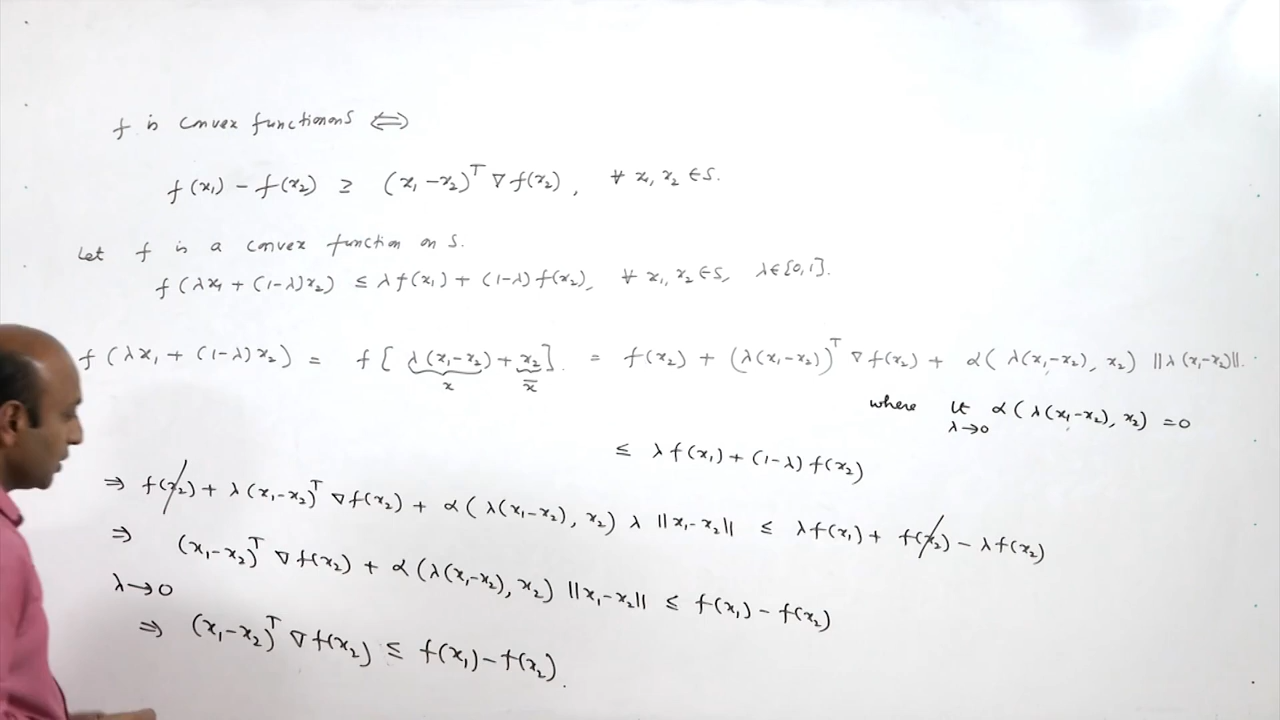 f is convex function on S ⟺
f(x₁) - f(x₂) ≥ (x₁-x₂)ᵀ ∇f(x₂), ∀ x₁, x₂ ∈ S.
Let f is a convex function on S.
f(λx₁ + (1-λ)x₂) ≤ λf(x₁) + (1-λ)f(x₂), ∀ x₁, x₂ ∈ S, λ∈[0,1].
f(λx₁ + (1-λ)x₂) = f[λ(x₁-x₂) + x₂]. = f(x₂) + (λ(x₁-x₂))ᵀ ∇f(x₂) + α(λ(x₁-x₂), x₂) ||λ(x₁-x₂)||.
x x̄
where lt α(λ(x₁-x₂), x₂) = 0
λ→0
≤ λf(x₁) + (1-λ)f(x₂)
⇒ f(x₂) + λ(x₁-x₂)ᵀ ∇f(x₂) + α(λ(x₁-x₂), x₂) λ ||x₁-x₂|| ≤ λf(x₁) + f(x₂) - λf(x₂)
⇒ (x₁-x₂)ᵀ ∇f(x₂) + α(λ(x₁-x₂), x₂) ||x₁-x₂|| ≤ f(x₁) - f(x₂)
λ→0
⇒ (x₁-x₂)ᵀ ∇f(x₂) ≤ f(x₁) - f(x₂).